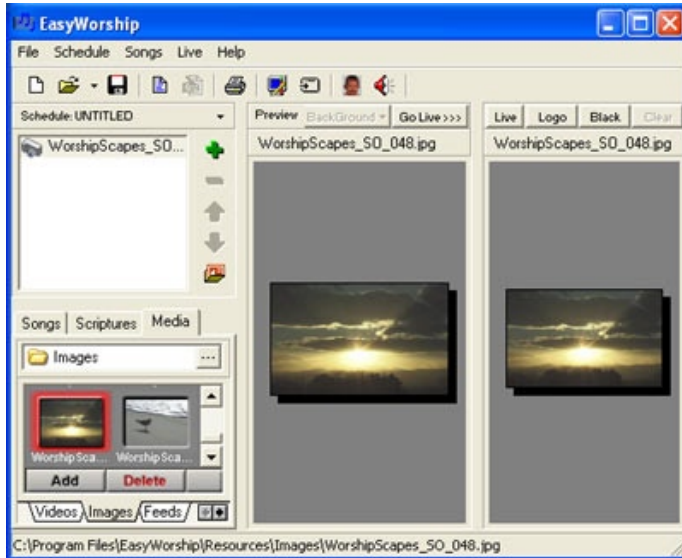 EasyWorship
File Schedule Songs Live Help
Schedule: UNTITLED
WorshipScapes_SO...
Preview BackGround Go Live >>>
WorshipScapes_SO_048.jpg
Live Logo Black Clear
WorshipScapes_SO_048.jpg
Songs Scriptures Media
Images ...
WorshipSca... WorshipSca...
Add Delete
Videos Images Feeds
C:\Program Files\EasyWorship\Resources\Images\WorshipScapes_SO_048.jpg